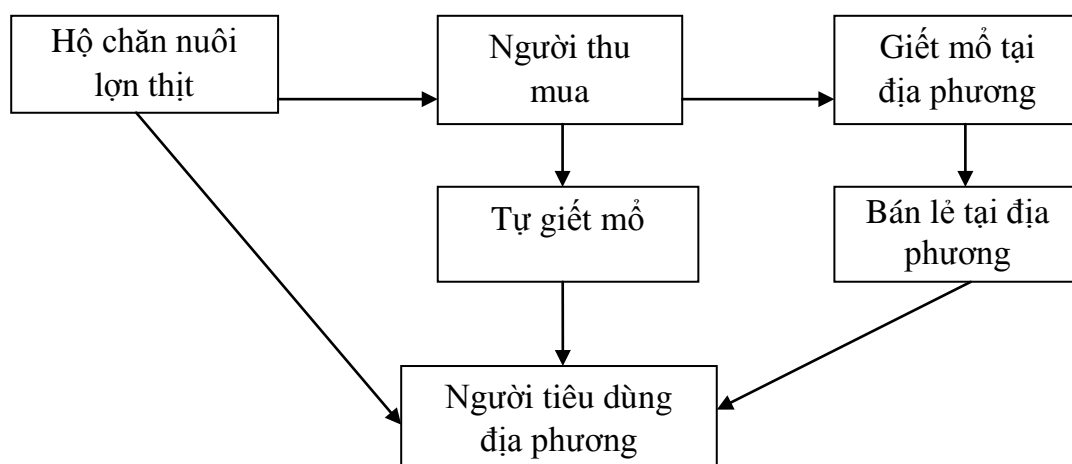 Hộ chăn nuôi
lợn thịt
Người thu
mua
Giết mổ tại
địa phương
Tự giết mổ
Bán lẻ tại địa
phương
Người tiêu dùng
địa phương